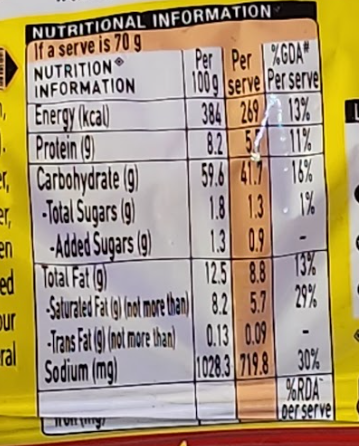 NUTRITIONAL INFORMATION
If a serve is 70 g
NUTRITION INFORMATION Per 100g Per serve %GDA# Per serve
Energy (kcal) 384 269 13%
Protein (g) 8.2 11%
Carbohydrate (g) 59.6 41.7 16%
-Total Sugars (g) 1.8 1.3 1%
-Added Sugars (g) 1.3 0.9 -
Total Fat (g) 12.5 8.8 13%
-Saturated Fat (g) (not more than) 8.2 5.7 29%
-Trans Fat (g) (not more than) 0.13 0.09 -
Sodium (mg) 1028.3 719.8 30%
%RDA per serve